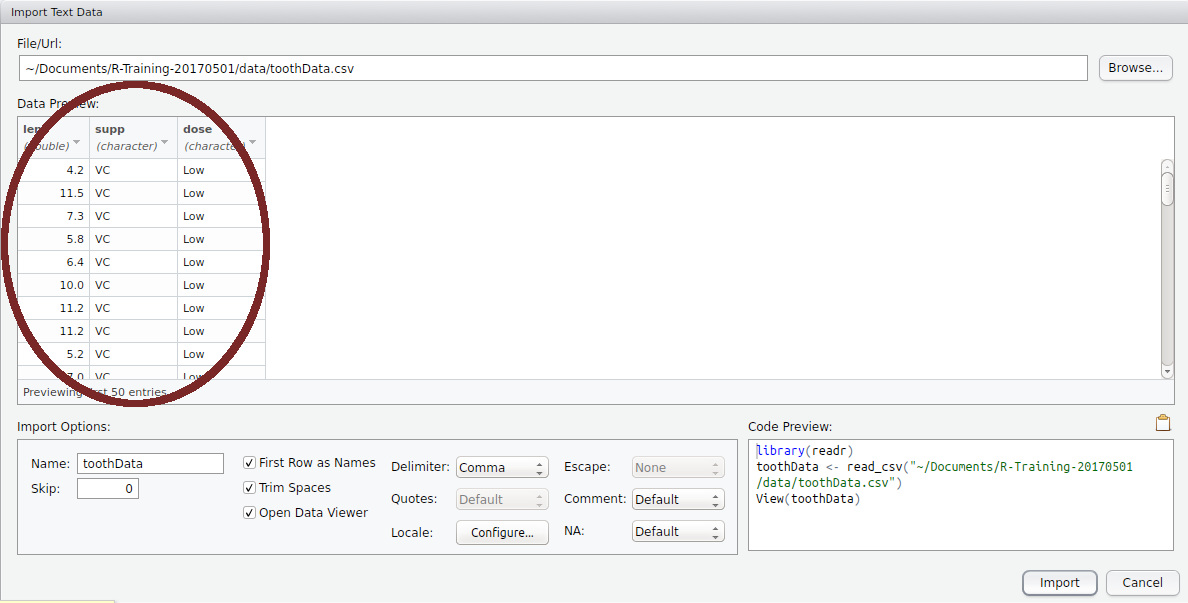 Import Text Data
File/Url:
~/Documents/R-Training-20170501/data/toothData.csv
Browse...
Data Preview:
len supp dose
(double) (character) (character)
4.2 VC Low
11.5 VC Low
7.3 VC Low
5.8 VC Low
6.4 VC Low
10.0 VC Low
11.2 VC Low
11.2 VC Low
5.2 VC Low
7.0 VC Low
Previewing first 50 entries.
Import Options:
Name: toothData
Skip: 0
First Row as Names
Trim Spaces
Open Data Viewer
Delimiter: Comma
Quotes: Default
Locale: Configure...
Escape: None
Comment: Default
NA: Default
Code Preview:
library(readr)
toothData <- read_csv("~/Documents/R-Training-20170501
/data/toothData.csv")
View(toothData)
Import
Cancel